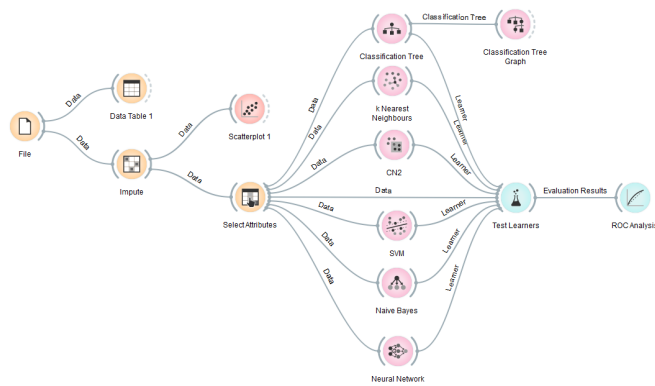 Classification Tree
Classification Tree
Classification Tree
Graph
Data
Data Table 1
Data
Scatterplot 1
File
Data
Impute
Data
Select Attributes
Data
Data
Data
Data
Data
Data
Data
k Nearest
Neighbours
CN2
SVM
Naive Bayes
Neural Network
Learner
Learner
Learner
Learner
Learner
Learner
Test Learners
Evaluation Results
ROC Analysis